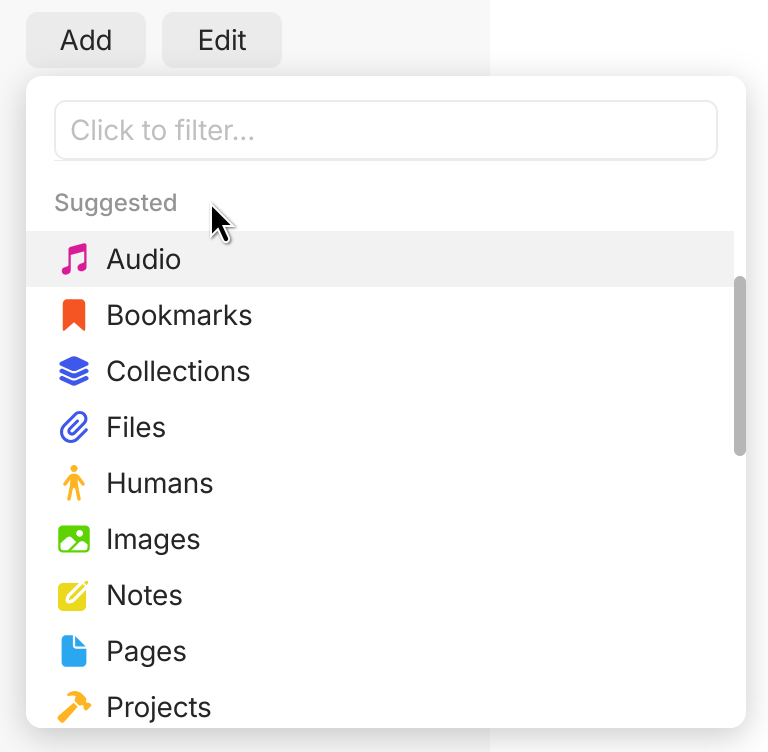 Add Edit
Click to filter...
Suggested
Audio
Bookmarks
Collections
Files
Humans
Images
Notes
Pages
Projects